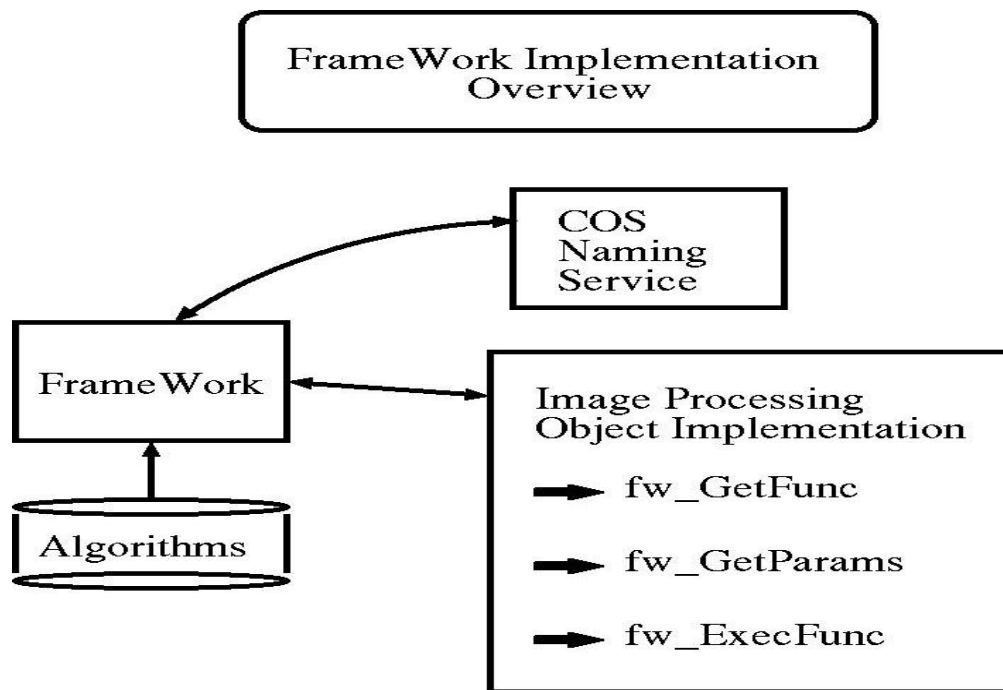 FrameWork Implementation
Overview
COS
Naming
Service
FrameWork
Image Processing
Object Implementation
fw_GetFunc
fw_GetParams
fw_ExecFunc
Algorithms